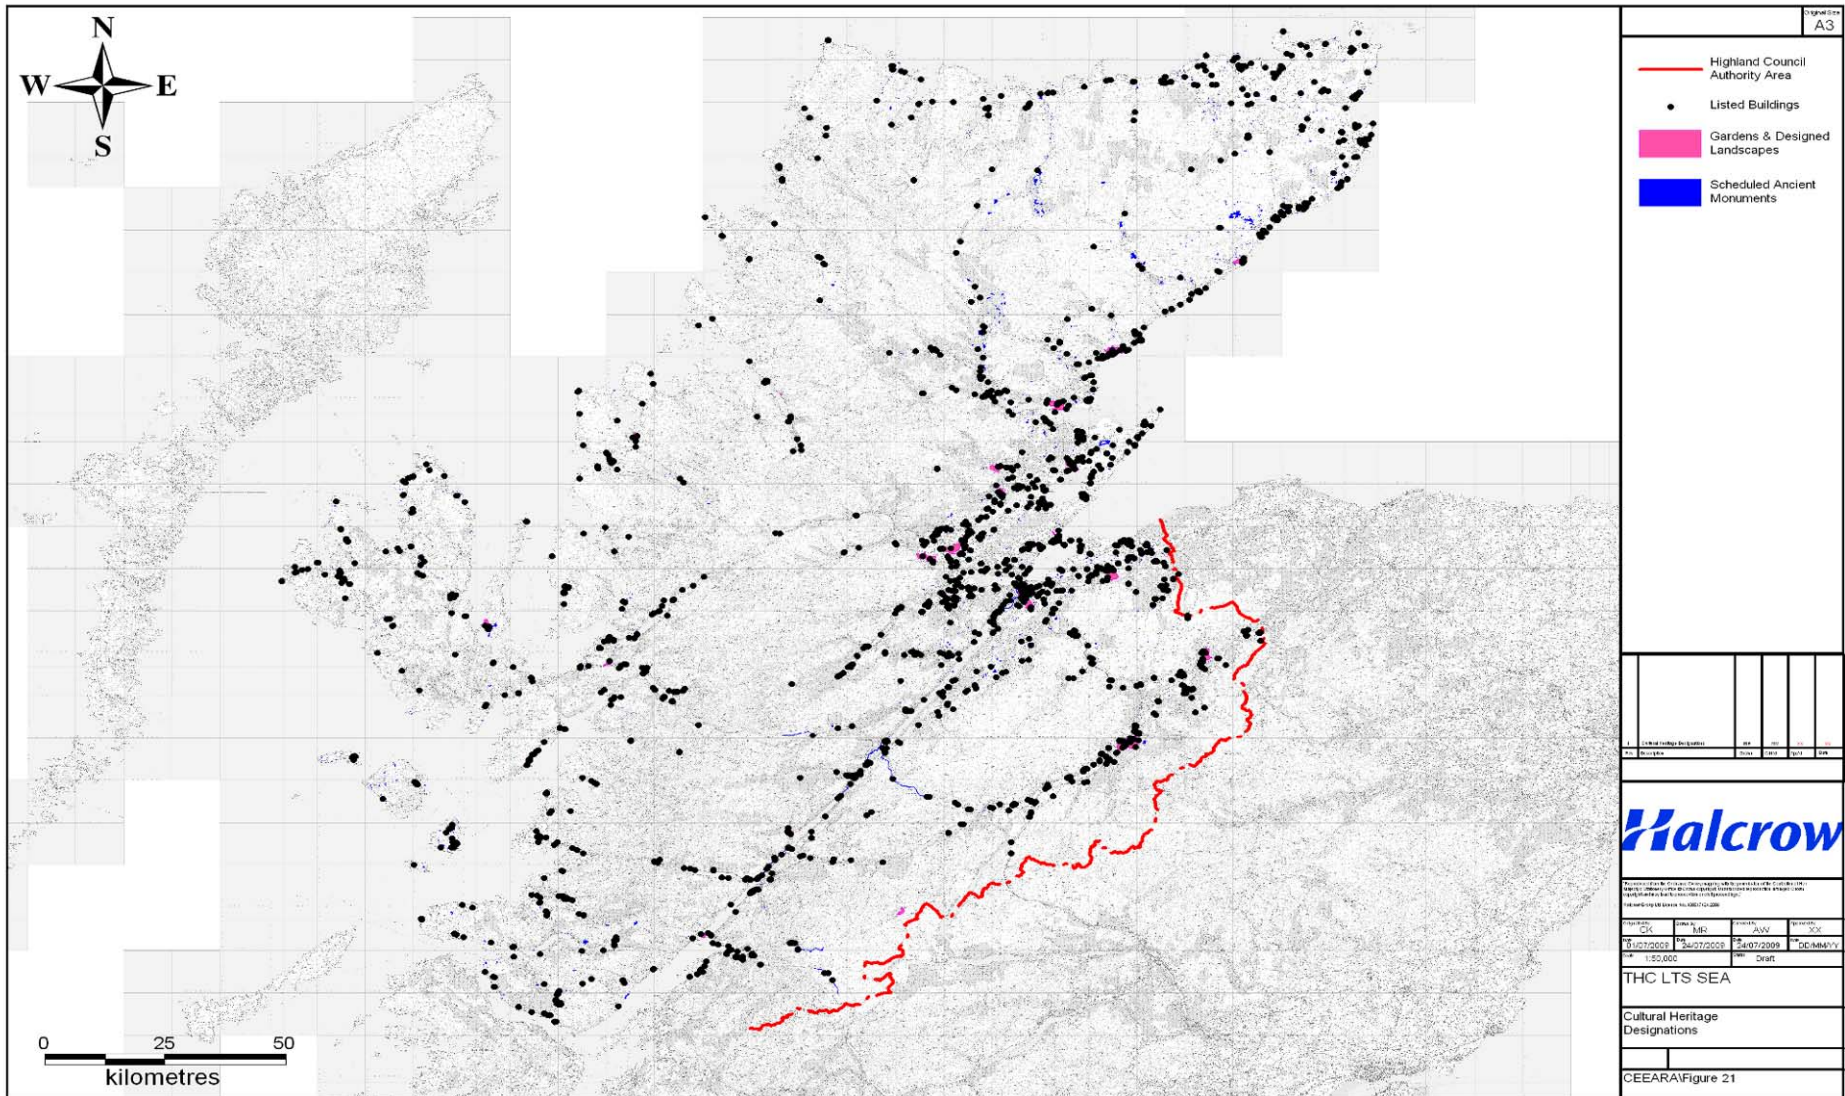 N
W E
S
Original Size
A3
Highland Council
Authority Area
Listed Buildings
Gardens & Designed
Landscapes
Scheduled Ancient
Monuments
Halcrow
CK MR AW XX
01/07/2009 24/07/2009 24/07/2009 DD/MM/YY
1:50,000 Draft
THC LTS SEA
Cultural Heritage
Designations
CEEARA\Figure 21
0 25 50
kilometres